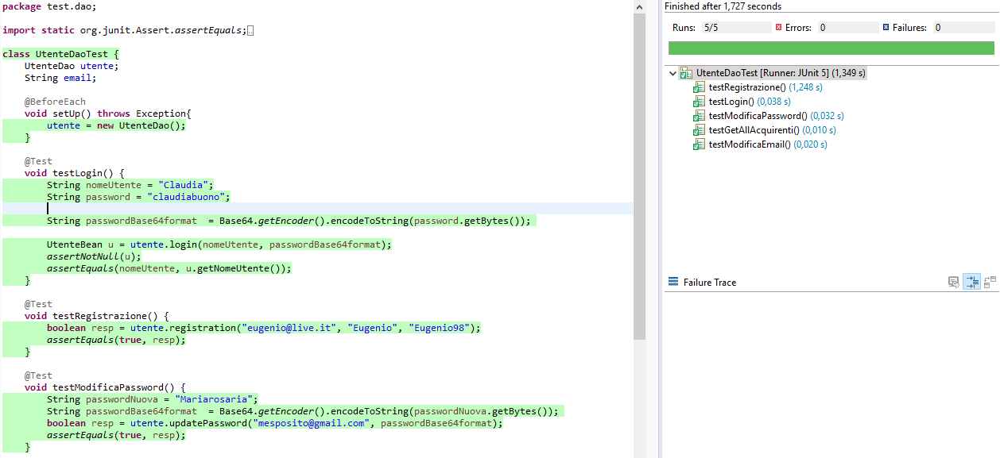 package test.dao;
import static org.junit.Assert.assertEquals;
class UtenteDaoTest {
UtenteDao utente;
String email;
@BeforeEach
void setUp() throws Exception{
utente = new UtenteDao();
}
@Test
void testLogin() {
String nomeUtente = "Claudia";
String password = "claudiabuono";
String passwordBase64format  = Base64.getEncoder().encodeToString(password.getBytes());
UtenteBean u = utente.login(nomeUtente, passwordBase64format);
assertNotNull(u);
assertEquals(nomeUtente, u.getNomeUtente());
}
@Test
void testRegistrazione() {
boolean resp = utente.registration("eugenio@live.it", "Eugenio", "Eugenio98");
assertEquals(true, resp);
}
@Test
void testModificaPassword() {
String passwordNuova = "Mariarosaria";
String passwordBase64format  = Base64.getEncoder().encodeToString(passwordNuova.getBytes());
boolean resp = utente.updatePassword("mesposito@gmail.com", passwordBase64format);
assertEquals(true, resp);
}
Finished after 1,727 seconds
Runs: 5/5 Errors: 0 Failures: 0
UtenteDaoTest [Runner: JUnit 5] (1,349 s)
testRegistrazione() (1,248 s)
testLogin() (0,038 s)
testModificaPassword() (0,032 s)
testGetAllAcquirenti() (0,010 s)
testModificaEmail() (0,020 s)
Failure Trace